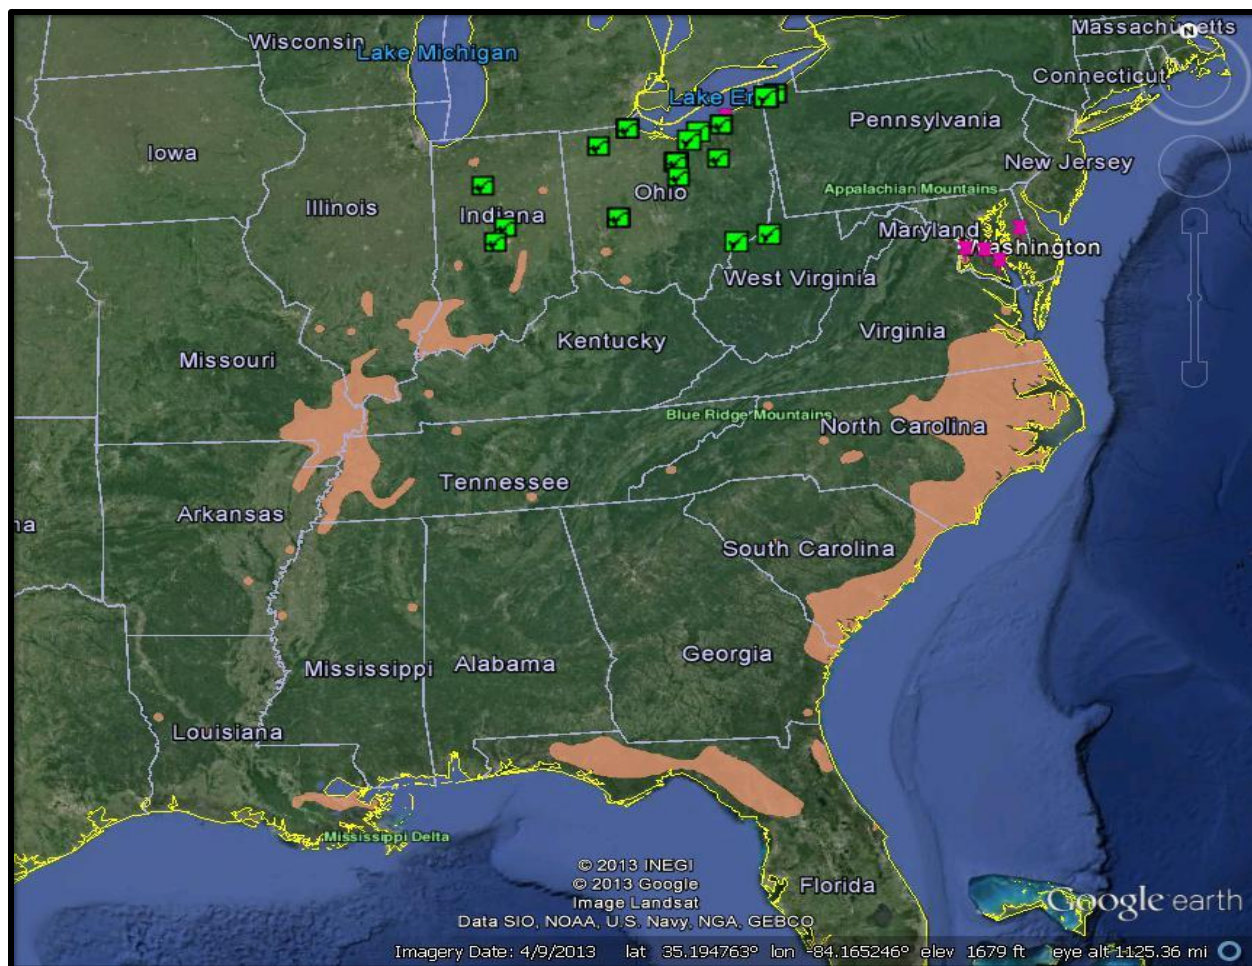 Wisconsin
Lake Michigan
Massachusetts
N
Connecticut
Lake Er
Pennsylvania
Iowa
New Jersey
Appalachian Mountains
Ohio
Illinois
Indiana
Maryland
Washington
West Virginia
Virginia
Kentucky
Missouri
Blue Ridge Mountains
North Carolina
Tennessee
Arkansas
na
South Carolina
Georgia
Mississippi
Alabama
Louisiana
Mississippi Delta
© 2013 INEGI
© 2013 Google
Image Landsat
Data SIO, NOAA, U.S. Navy, NGA, GEBCO
Florida
Google earth
Imagery Date: 4/9/2013 lat 35.194763° lon -84.165246° elev 1679 ft eye alt 1125.36 mi